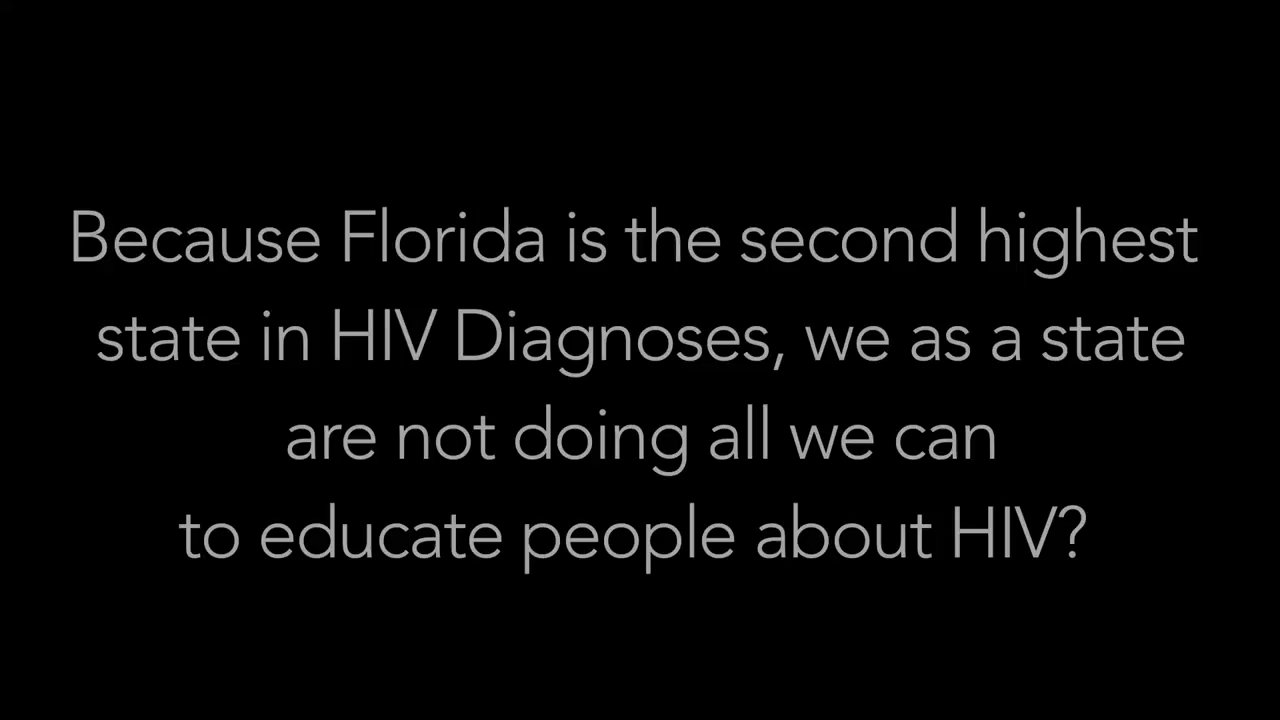 Because Florida is the second highest
state in HIV Diagnoses, we as a state
are not doing all we can
to educate people about HIV?